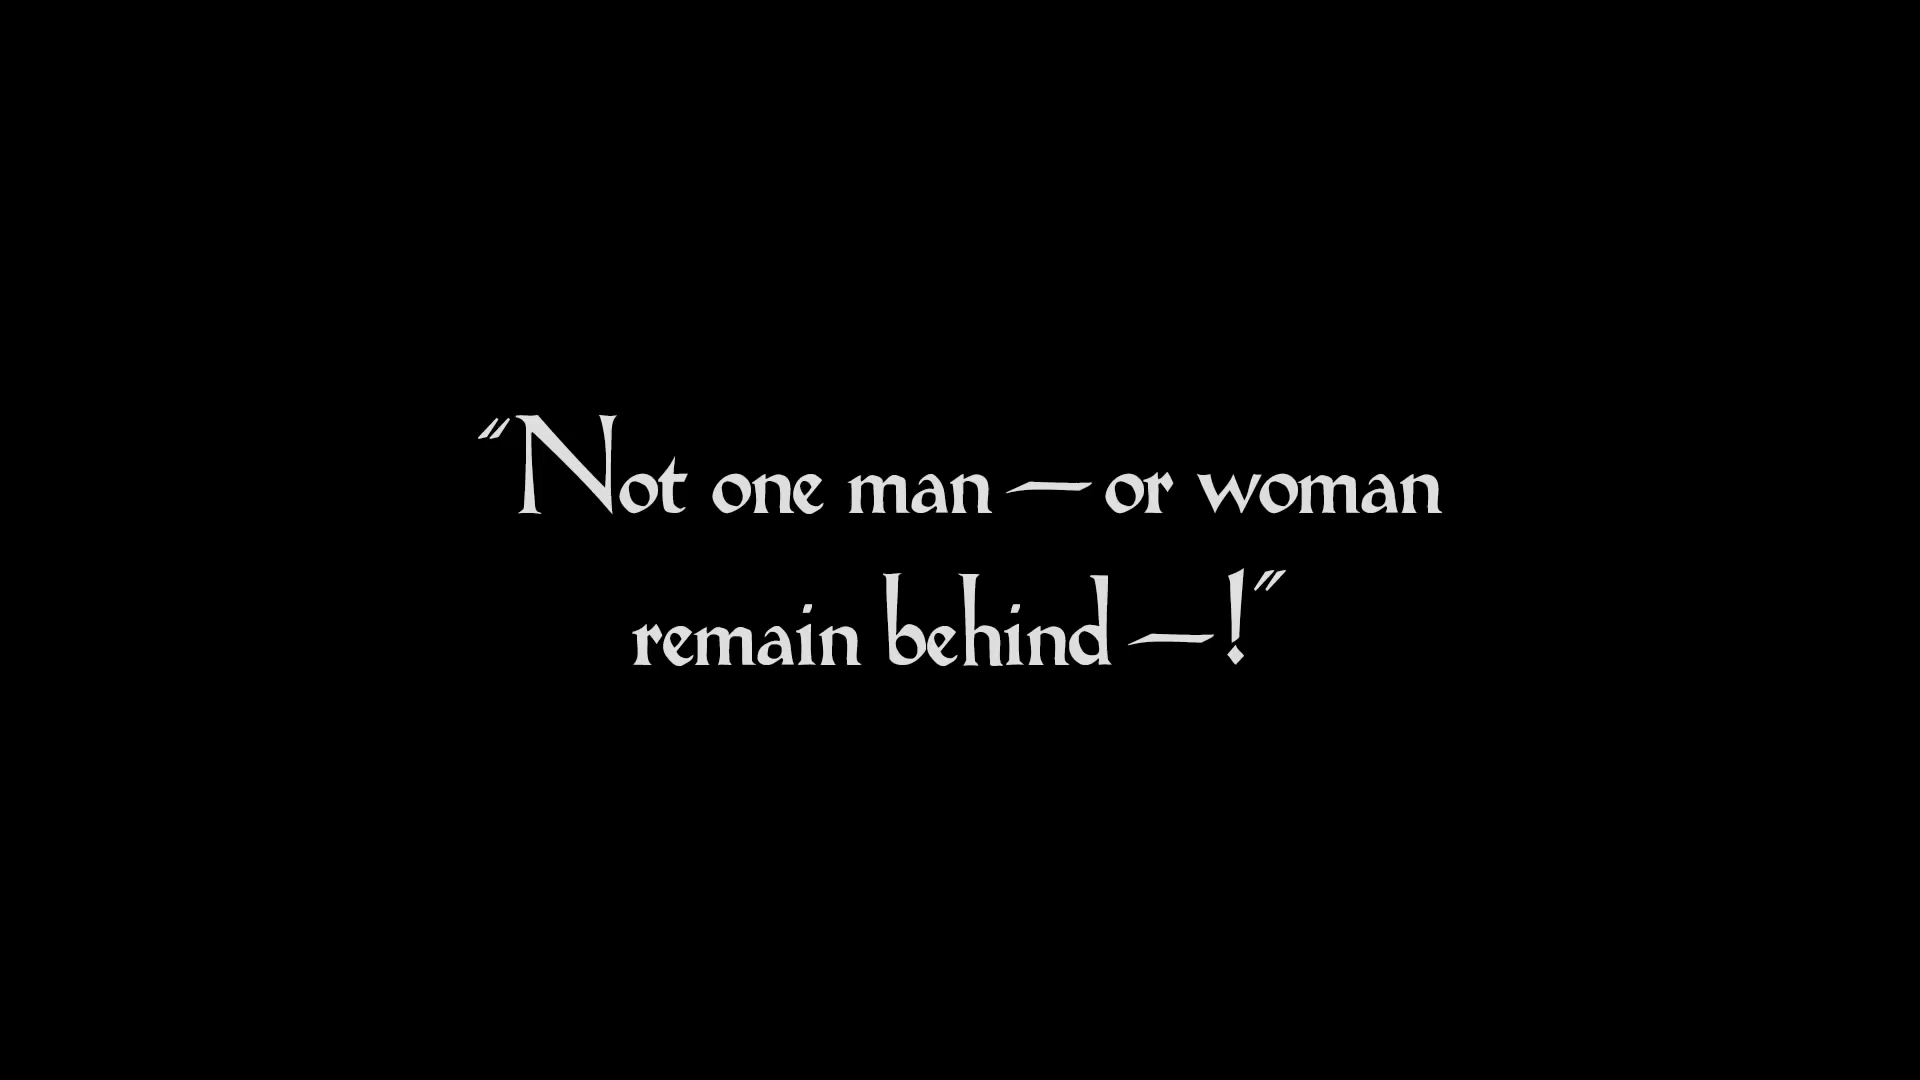 “Not one man — or woman
remain behind — !”